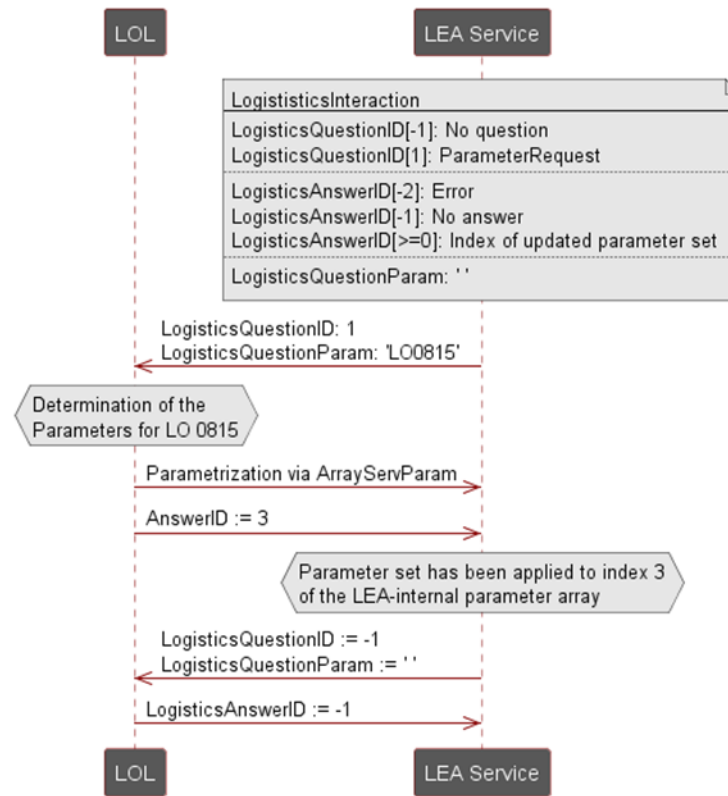 LOL
LEA Service
LogististicsInteraction
LogisticsQuestionID[-1]: No question
LogisticsQuestionID[1]: ParameterRequest
LogisticsAnswerID[-2]: Error
LogisticsAnswerID[-1]: No answer
LogisticsAnswerID[>=0]: Index of updated parameter set
LogisticsQuestionParam: ' '
LogisticsQuestionID: 1
LogisticsQuestionParam: 'LO0815'
Determination of the
Parameters for LO 0815
Parametrization via ArrayServParam
AnswerID := 3
Parameter set has been applied to index 3
of the LEA-internal parameter array
LogisticsQuestionID := -1
LogisticsQuestionParam := ' '
LogisticsAnswerID := -1
LOL
LEA Service